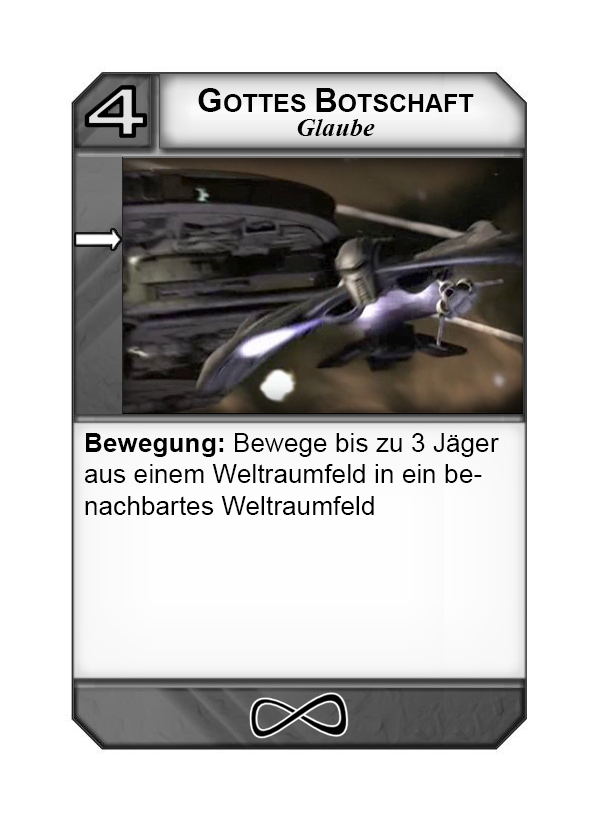 4
GOTTES BOTSCHAFT
Glaube
Bewegung: Bewege bis zu 3 Jäger
aus einem Weltraumfeld in ein be-
nachbartes Weltraumfeld